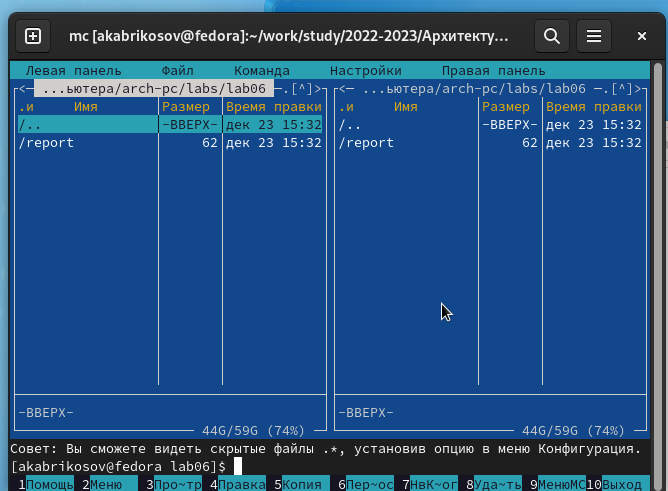 mc [akabrikosov@fedora]:~/work/study/2022-2023/Архитекту…
Левая панель Файл Команда Настройки Правая панель
<— ...ьютера/arch-pc/labs/lab06 —.[^]> <— ...ьютера/arch-pc/labs/lab06 —.[^]>
.и Имя Размер Время правки .и Имя Размер Время правки
/.. -ВВЕРХ- дек 23 15:32 /.. -ВВЕРХ- дек 23 15:32
/report 62 дек 23 15:32 /report 62 дек 23 15:32
-ВВЕРХ- -ВВЕРХ-
44G/59G (74%) 44G/59G (74%)
Совет: Вы сможете видеть скрытые файлы .*, установив опцию в меню Конфигурация.
[akabrikosov@fedora lab06]$
1Помощь 2Меню 3Про~тр 4Правка 5Копия 6Пер~ос 7НвК~ог 8Уда~ть 9МенюMC 10Выход